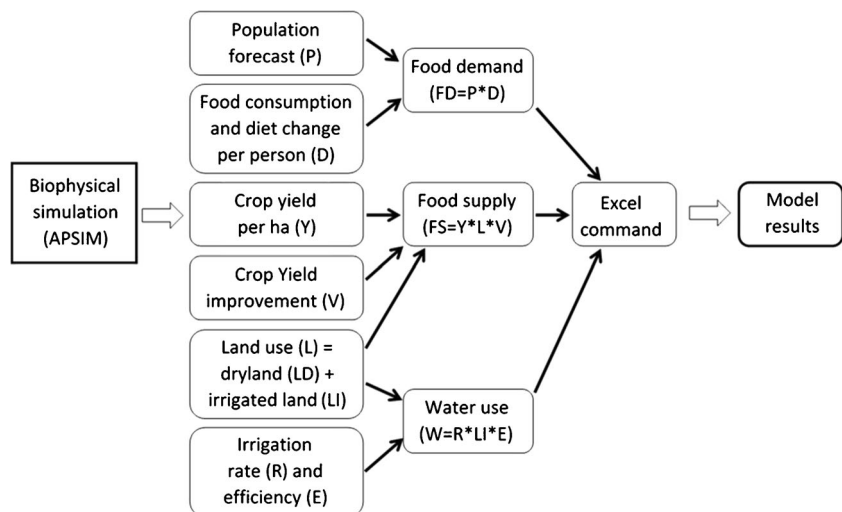 Population
forecast (P)
Food consumption
and diet change
per person (D)
Food demand
(FD=P*D)
Biophysical
simulation
(APSIM)
Crop yield
per ha (Y)
Food supply
(FS=Y*L*V)
Excel
command
Model
results
Crop Yield
improvement (V)
Land use (L) =
dryland (LD) +
irrigated land (LI)
Water use
(W=R*LI*E)
Irrigation
rate (R) and
efficiency (E)